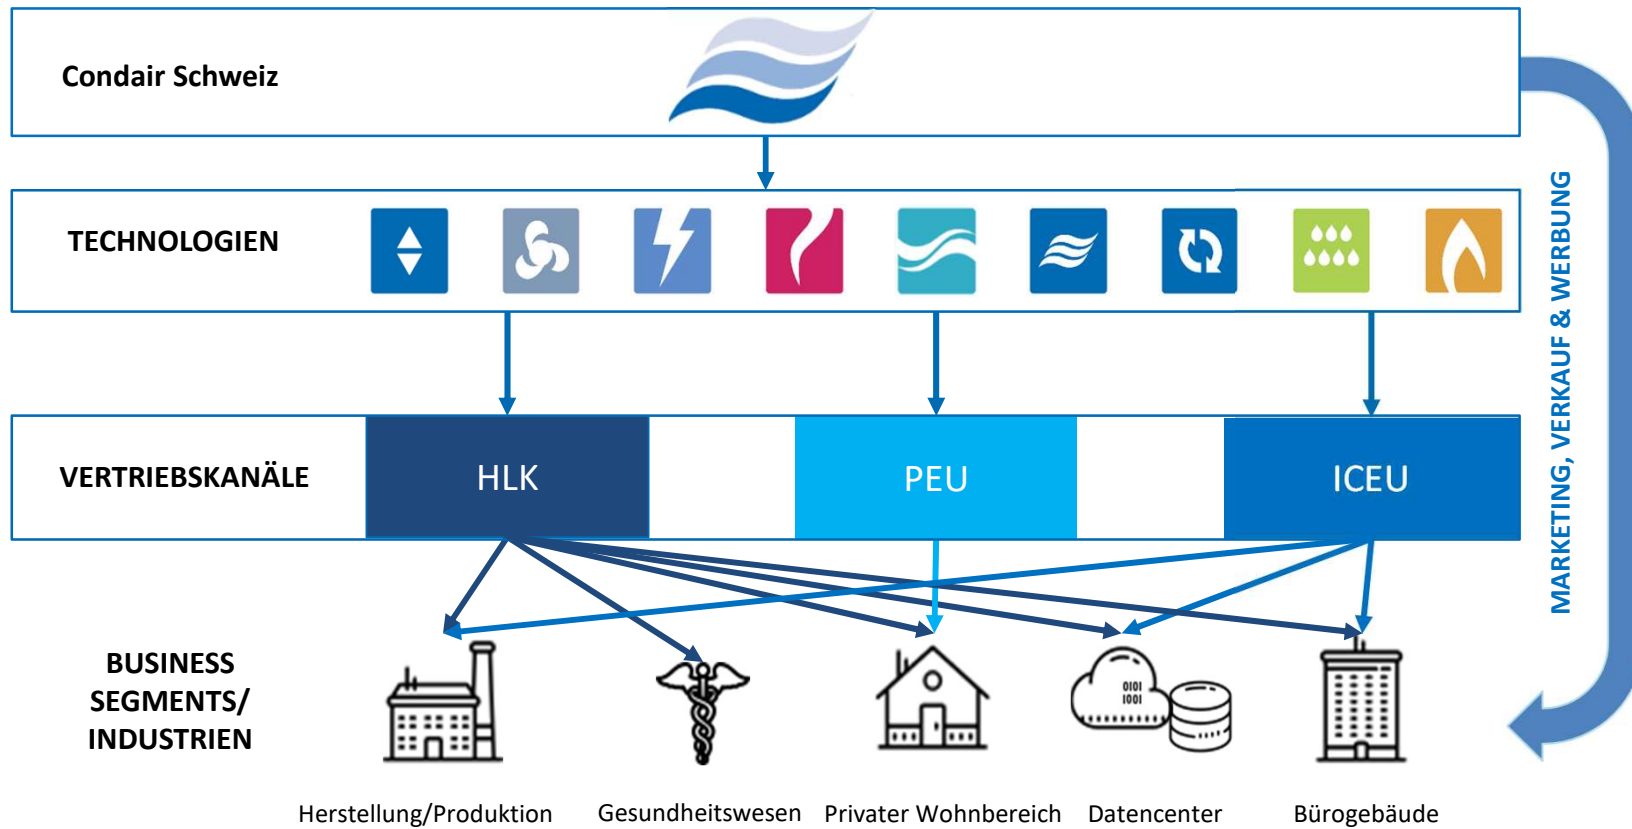 Condair Schweiz
TECHNOLOGIEN
VERTRIEBSKANÄLE
HLK
PEU
ICEU
MARKETING, VERKAUF & WERBUNG
BUSINESS
SEGMENTS/
INDUSTRIEN
0101
1001
Herstellung/Produktion
Gesundheitswesen
Privater Wohnbereich
Datencenter
Bürogebäude